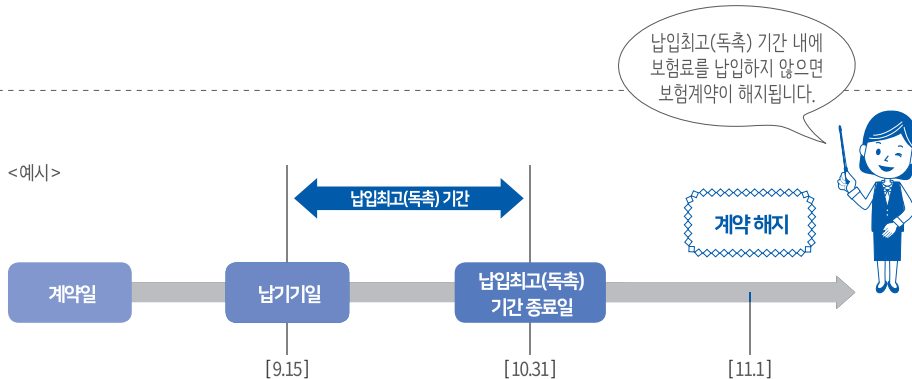 납입최고(독촉) 기간 내에
보험료를 납입하지 않으면
보험계약이 해지됩니다.
<예시>
납입최고(독촉) 기간
계약 해지
계약일
납기기일
납입최고(독촉)
기간 종료일
[9.15]
[10.31]
[11.1]